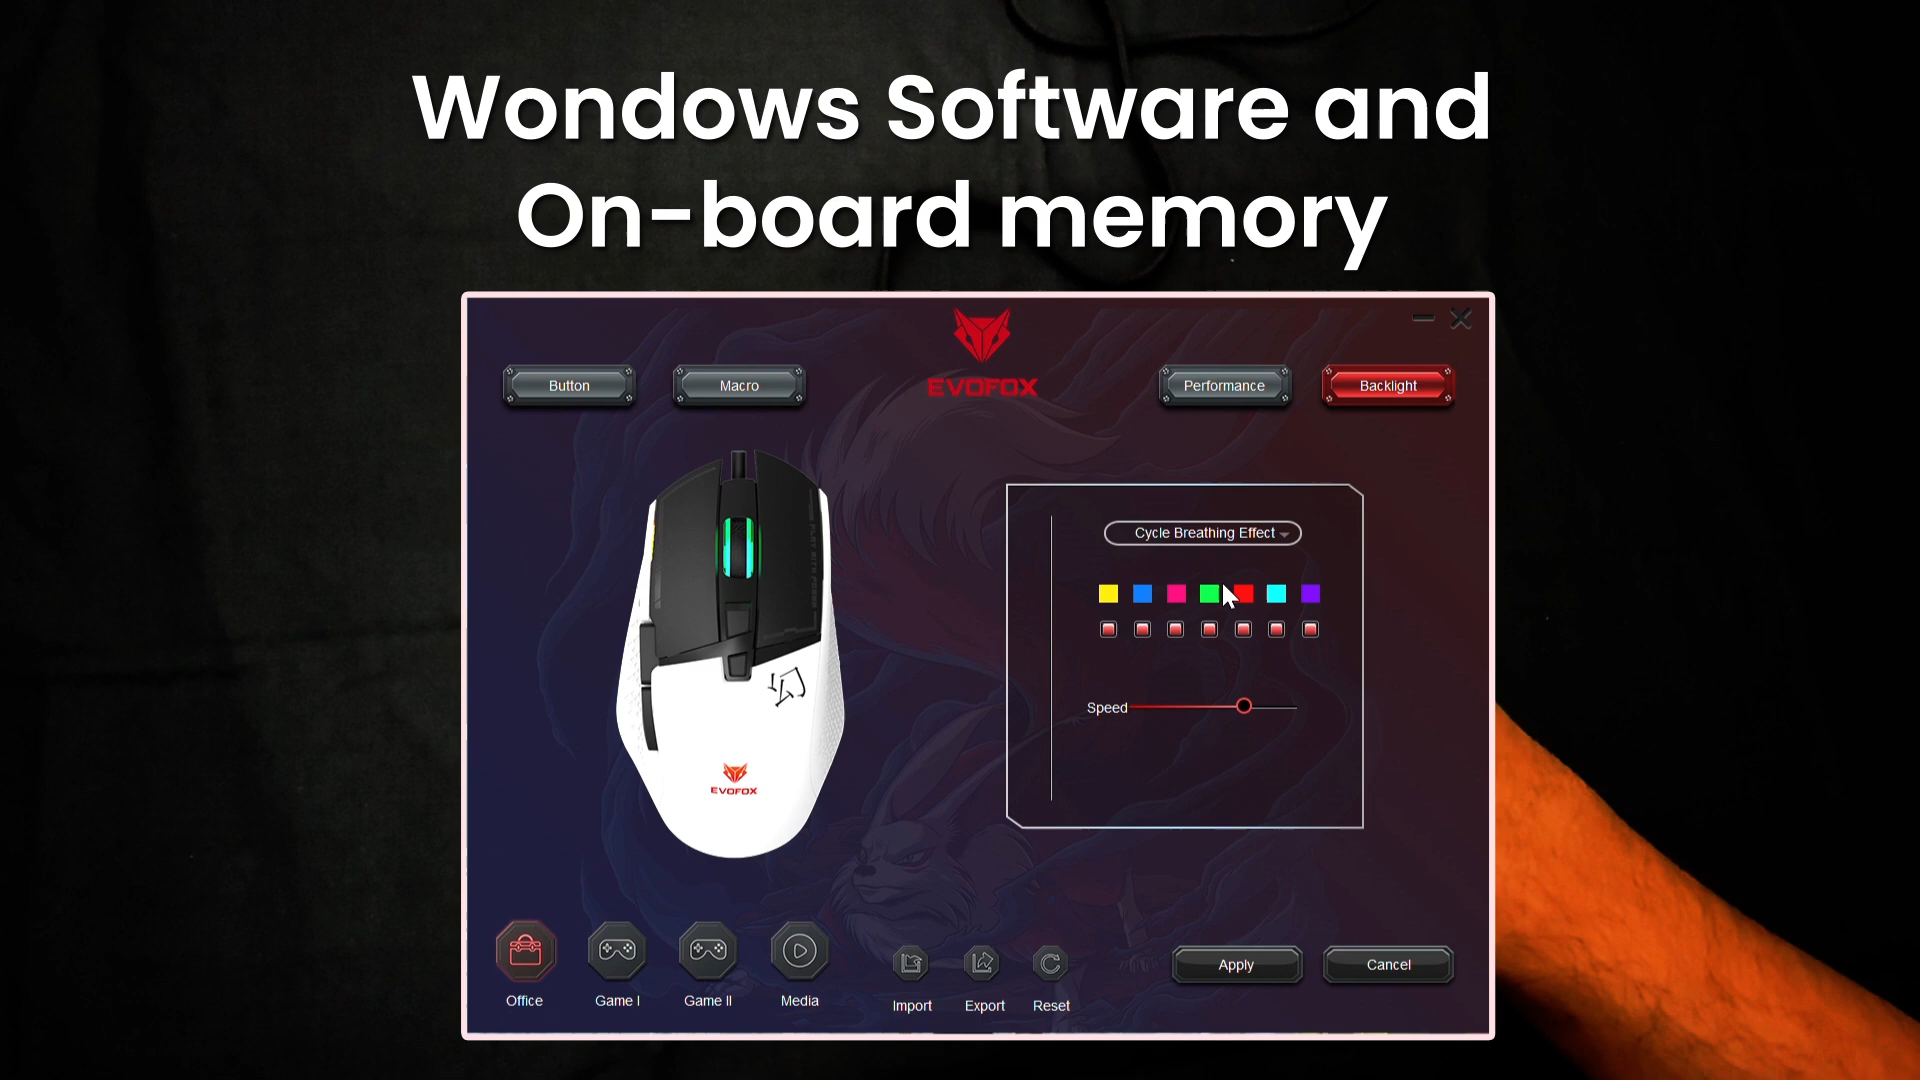 Wondows Software and
On-board memory
EVOFOX
Button
Macro
Performance
Backlight
Cycle Breathing Effect
Speed
EVOFOX
Office
Game I
Game II
Media
Import
Export
Reset
Apply
Cancel